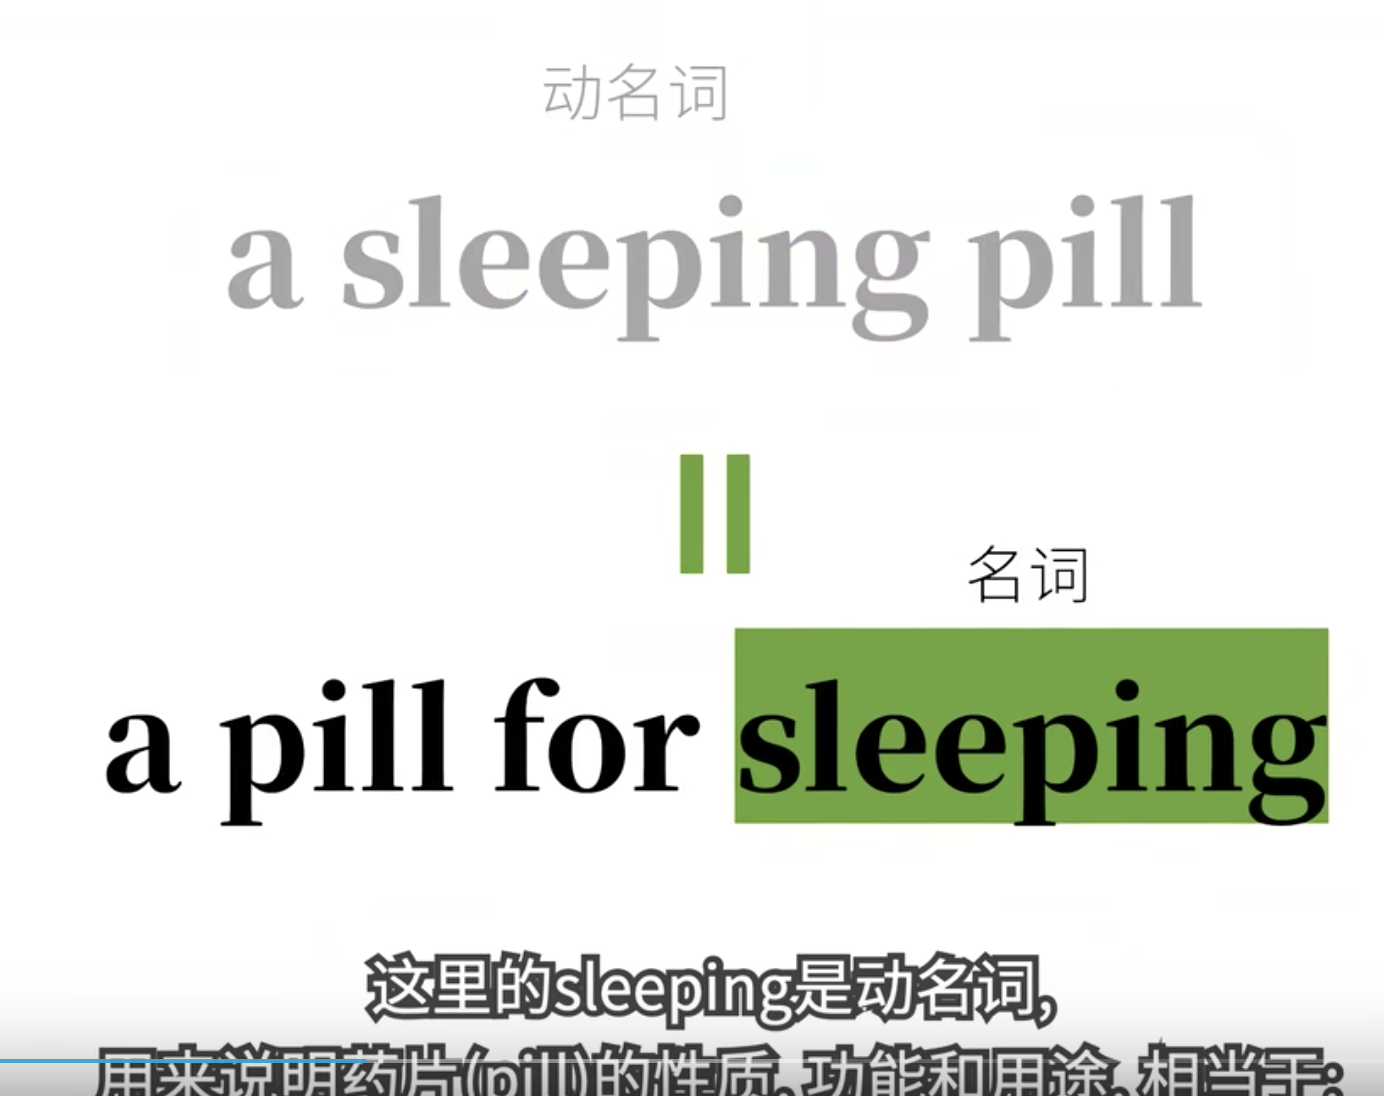 动名词
a sleeping pill
名词
a pill for sleeping
这里的sleeping是动名词,
用来说明药片(pill)的性质,功能和用途,相当于: